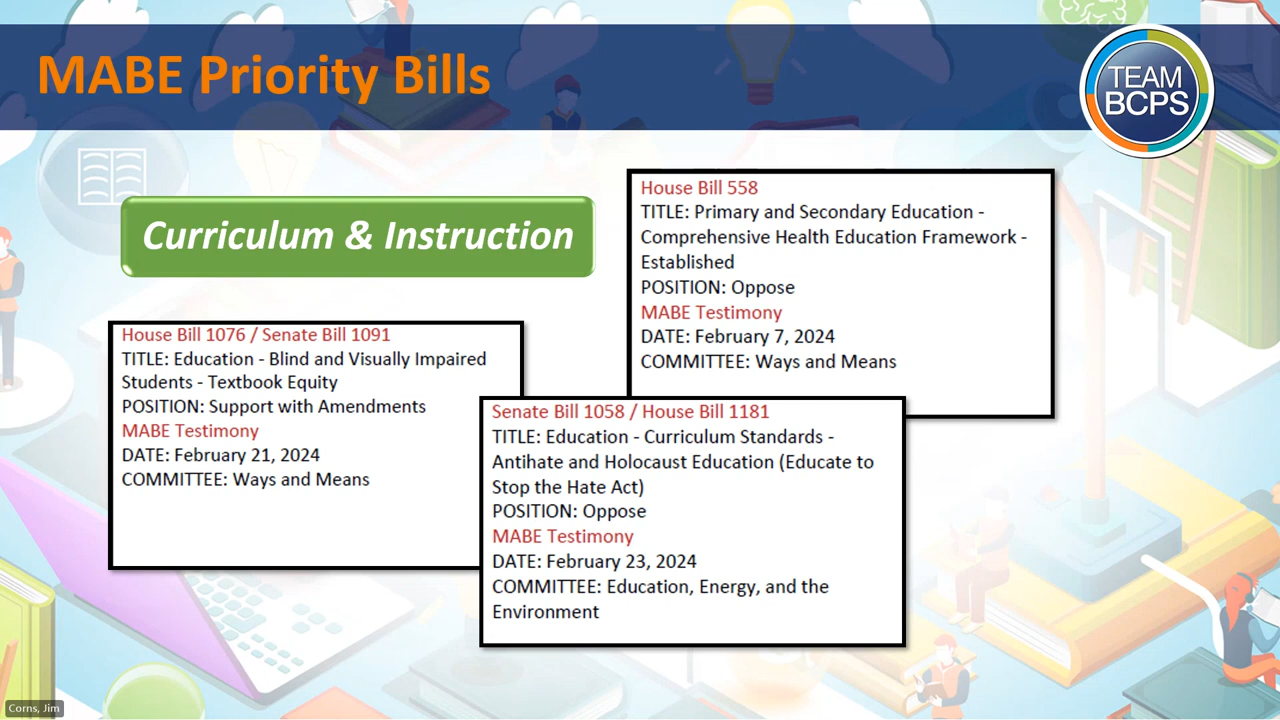 MABE Priority Bills
TEAM
BCPS
Curriculum & Instruction
House Bill 558
TITLE: Primary and Secondary Education -
Comprehensive Health Education Framework -
Established
POSITION: Oppose
MABE Testimony
DATE: February 7, 2024
COMMITTEE: Ways and Means
House Bill 1076 / Senate Bill 1091
TITLE: Education - Blind and Visually Impaired
Students - Textbook Equity
POSITION: Support with Amendments
MABE Testimony
DATE: February 21, 2024
COMMITTEE: Ways and Means
Senate Bill 1058 / House Bill 1181
TITLE: Education - Curriculum Standards -
Antihate and Holocaust Education (Educate to
Stop the Hate Act)
POSITION: Oppose
MABE Testimony
DATE: February 23, 2024
COMMITTEE: Education, Energy, and the
Environment
Corns, Jim